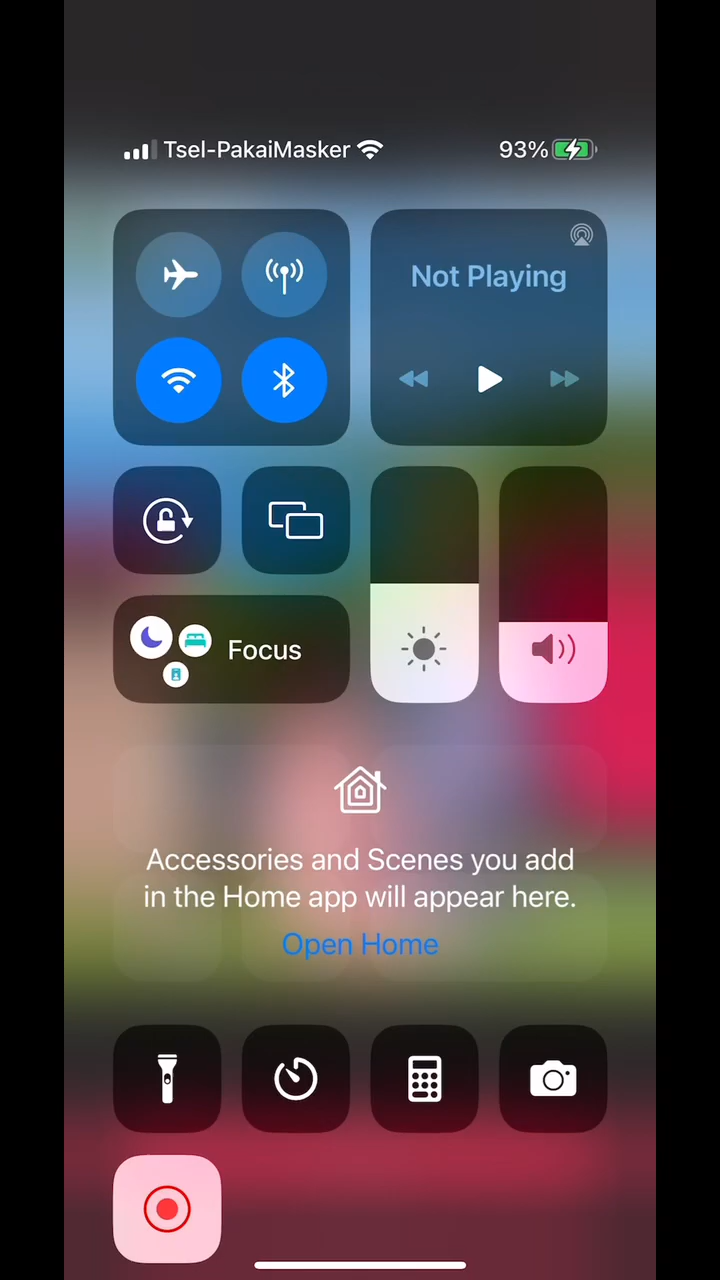 Tsel-PakaiMasker
93%
Not Playing
Focus
Accessories and Scenes you add
in the Home app will appear here.
Open Home